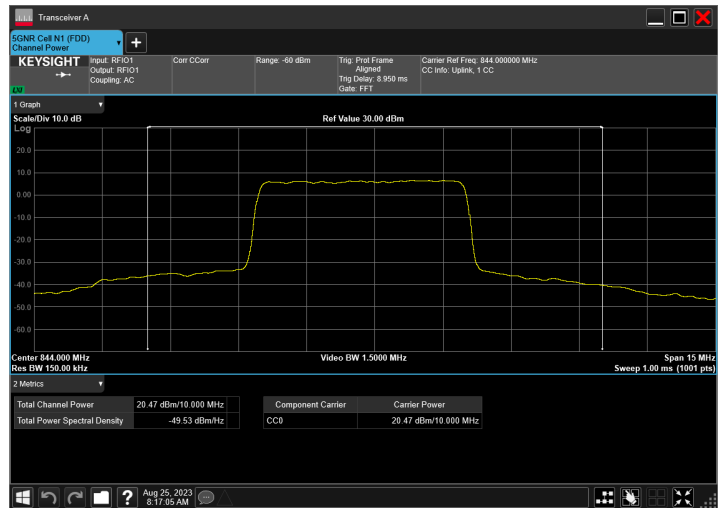 Transceiver A
5GNR Cell N1 (FDD)
Channel Power
KEYSIGHT
LXI
Input: RFIO1
Output: RFIO1
Coupling: AC
Corr CCorr
Range: -60 dBm
Trig: Prot Frame
Aligned
Trig Delay: 8.950 ms
Gate: FFT
Carrier Ref Freq: 844.000000 MHz
CC Info: Uplink, 1 CC
1 Graph
Scale/Div 10.0 dB
Ref Value 30.00 dBm
Log
20.0
10.0
0.00
-10.0
-20.0
-30.0
-40.0
-50.0
-60.0
Center 844.000 MHz
Video BW 1.5000 MHz
Span 15 MHz
Res BW 150.00 kHz
Sweep 1.00 ms (1001 pts)
2 Metrics
Total Channel Power 20.47 dBm/10.000 MHz
Total Power Spectral Density -49.53 dBm/Hz
Component Carrier Carrier Power
CC0 20.47 dBm/10.000 MHz
?
Aug 25, 2023
8:17:05 AM